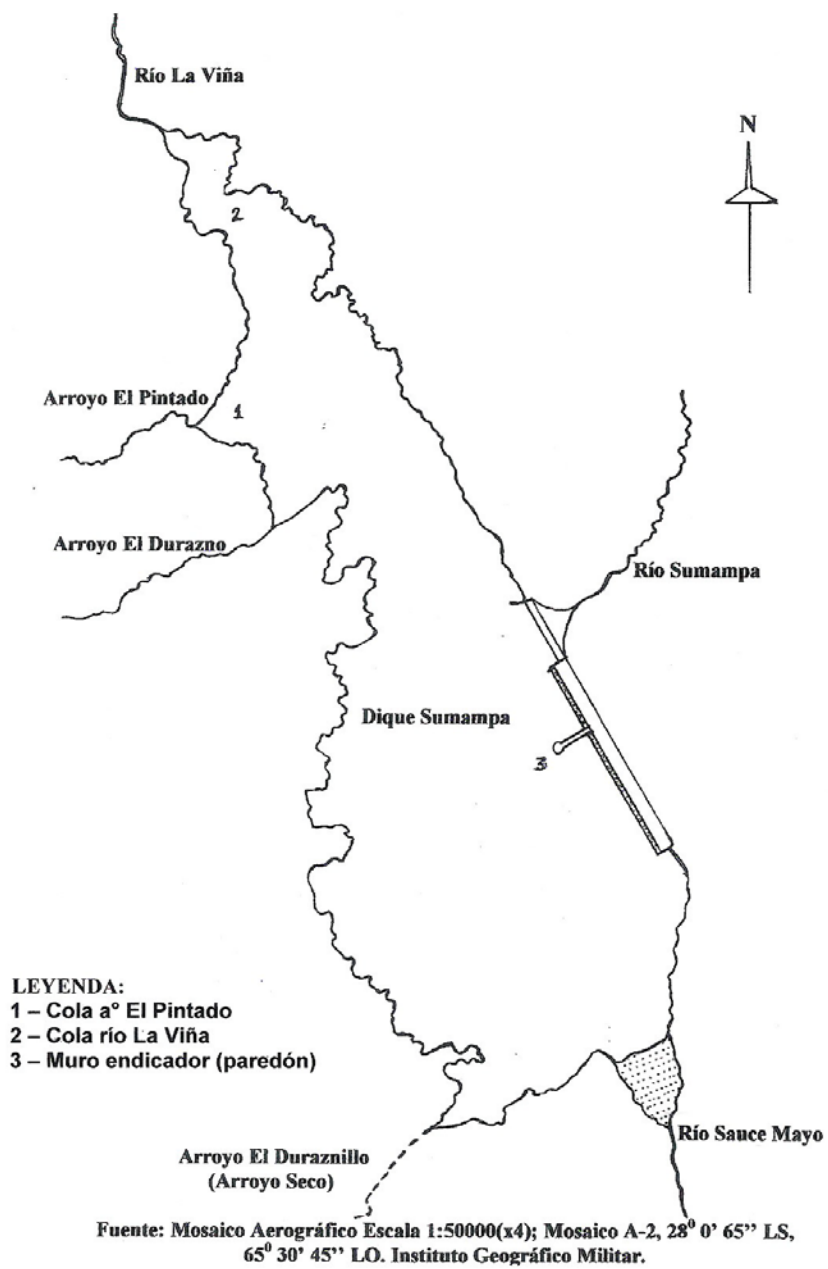 Río La Viña
N
2
Arroyo El Pintado
1
Arroyo El Durazno
Río Sumampa
Dique Sumampa
3
LEYENDA:
1 – Cola a° El Pintado
2 – Cola río La Viña
3 – Muro endicador (paredón)
Río Sauce Mayo
Arroyo El Duraznillo
(Arroyo Seco)
Fuente: Mosaico Aerográfico Escala 1:50000(x4); Mosaico A-2, 28⁰ 0’ 65” LS,
65⁰ 30’ 45” LO. Instituto Geográfico Militar.